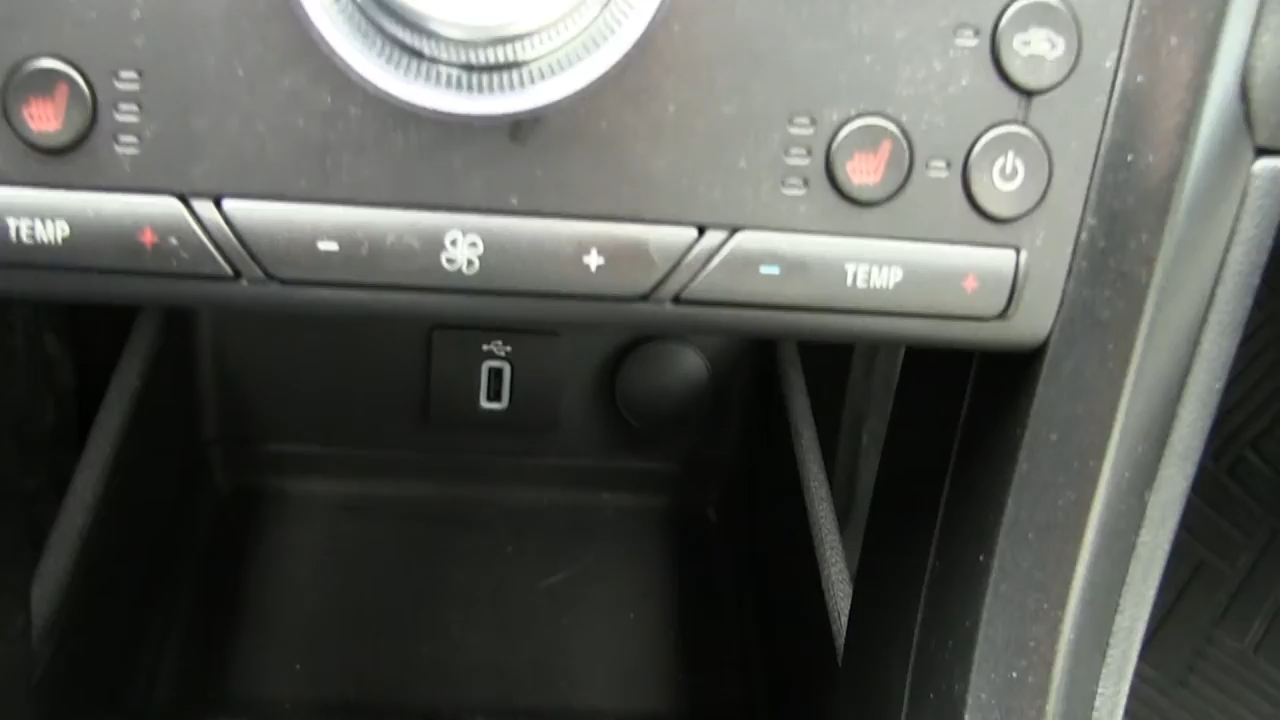 TEMP +
- +
- TEMP +